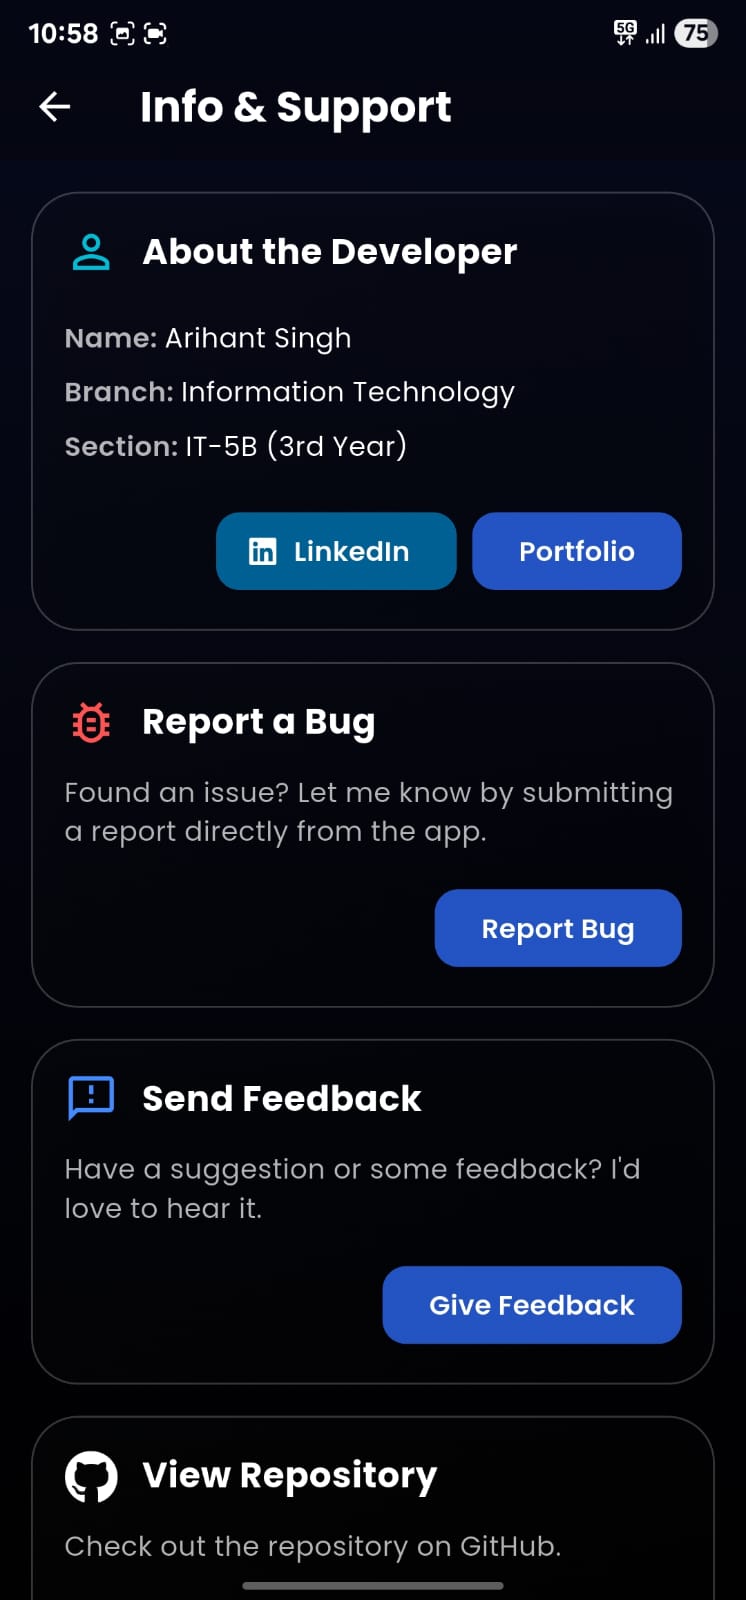 10:58
5G
75
Info & Support
About the Developer
Name: Arihant Singh
Branch: Information Technology
Section: IT-5B (3rd Year)
in LinkedIn
Portfolio
Report a Bug
Found an issue? Let me know by submitting
a report directly from the app.
Report Bug
Send Feedback
Have a suggestion or some feedback? I'd
love to hear it.
Give Feedback
View Repository
Check out the repository on GitHub.